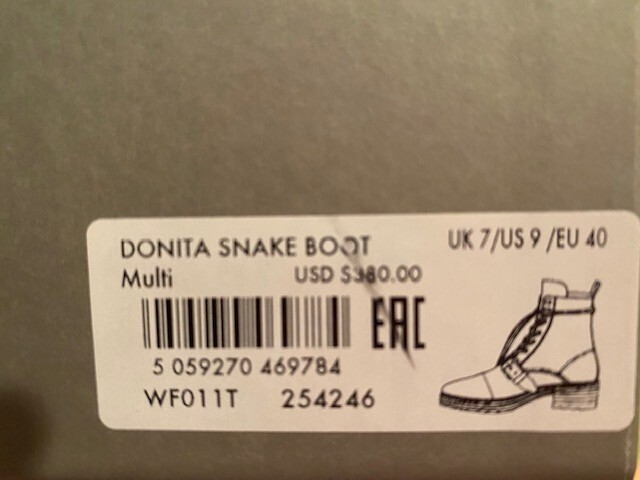 DONITA SNAKE BOOT UK 7/US 9 /EU 40
Multi USD $380.00
EAC
5 059270 469784
WF011T 254246